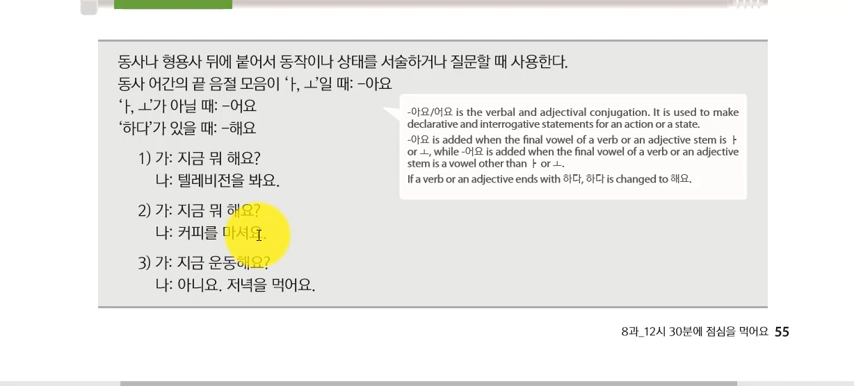 동사나 형용사 뒤에 붙어서 동작이나 상태를 서술하거나 질문할 때 사용한다.
동사 어간의 끝 음절 모음이 ‘ㅏ, ㅗ’일 때: –아요
‘ㅏ, ㅗ’가 아닐 때: –어요
‘하다’가 있을 때: –해요
-아요/어요 is the verbal and adjectival conjugation. It is used to make
declarative and interrogative statements for an action or a state.
-아요 is added when the final vowel of a verb or an adjective stem is ㅏ
or ㅗ, while -어요 is added when the final vowel of a verb or an adjective
stem is a vowel other than ㅏ or ㅗ.
If a verb or an adjective ends with 하다, 하다 is changed to 해요.
1) 가: 지금 뭐 해요?
나: 텔레비전을 봐요.
2) 가: 지금 뭐 해요?
나: 커피를 마셔요.
3) 가: 지금 운동해요?
나: 아니요. 저녁을 먹어요.
8과_12시 30분에 점심을 먹어요 55